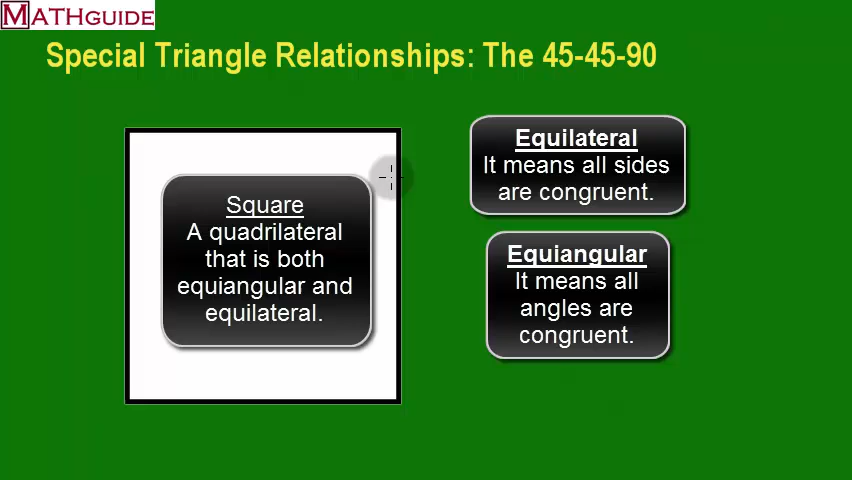 MATHGUIDE
Special Triangle Relationships: The 45-45-90
Square
A quadrilateral
that is both
equiangular and
equilateral.
Equilateral
It means all sides
are congruent.
Equiangular
It means all
angles are
congruent.